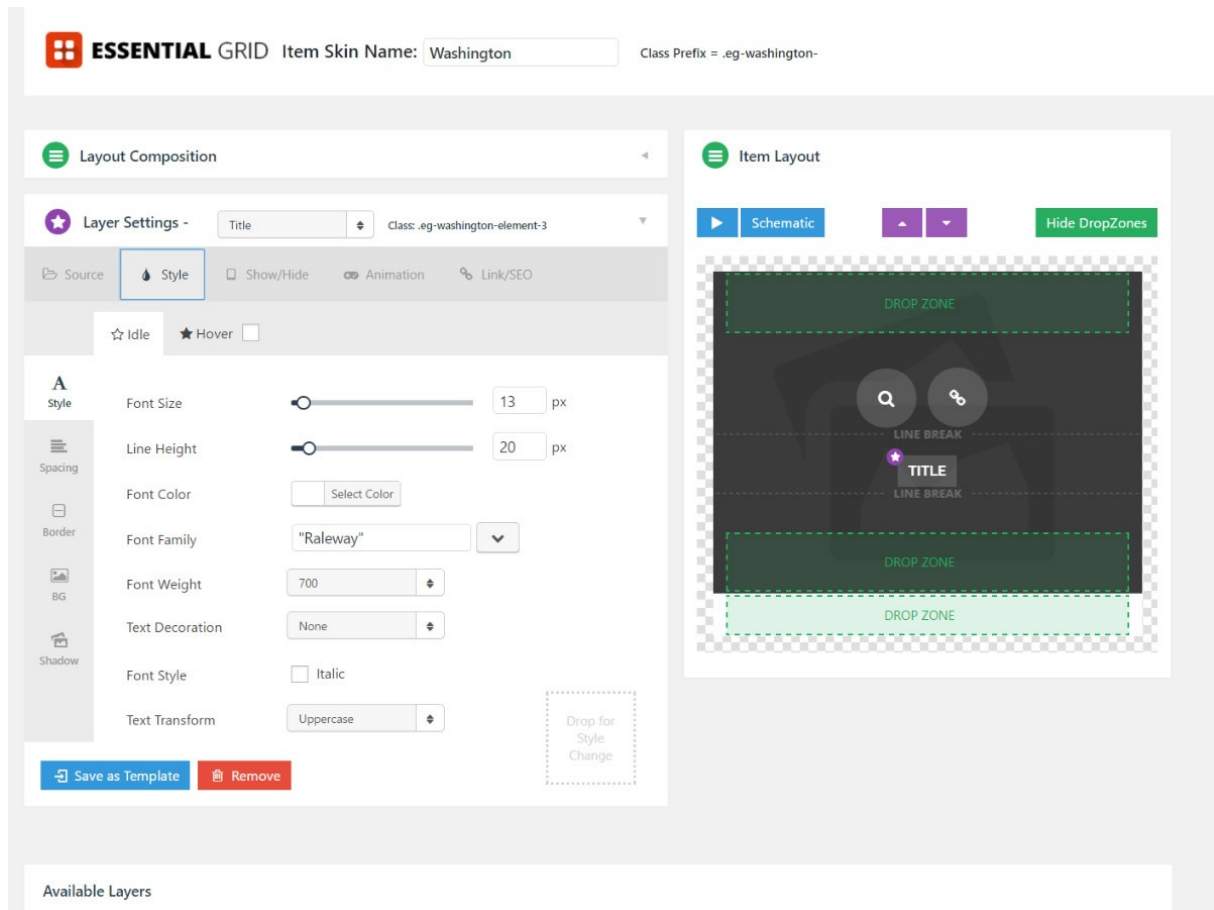 ESSENTIAL GRID Item Skin Name: Washington Class Prefix = .eg-washington-
Layout Composition
Layer Settings - Title Class: .eg-washington-element-3
Source Style Show/Hide Animation Link/SEO
Idle Hover
A
Style
Spacing
Border
BG
Shadow
Font Size 13 px
Line Height 20 px
Font Color Select Color
Font Family "Raleway"
Font Weight 700
Text Decoration None
Font Style Italic
Text Transform Uppercase
Drop for
Style
Change
Save as Template Remove
Item Layout
Schematic Hide DropZones
DROP ZONE
LINE BREAK
TITLE
LINE BREAK
DROP ZONE
DROP ZONE
Available Layers